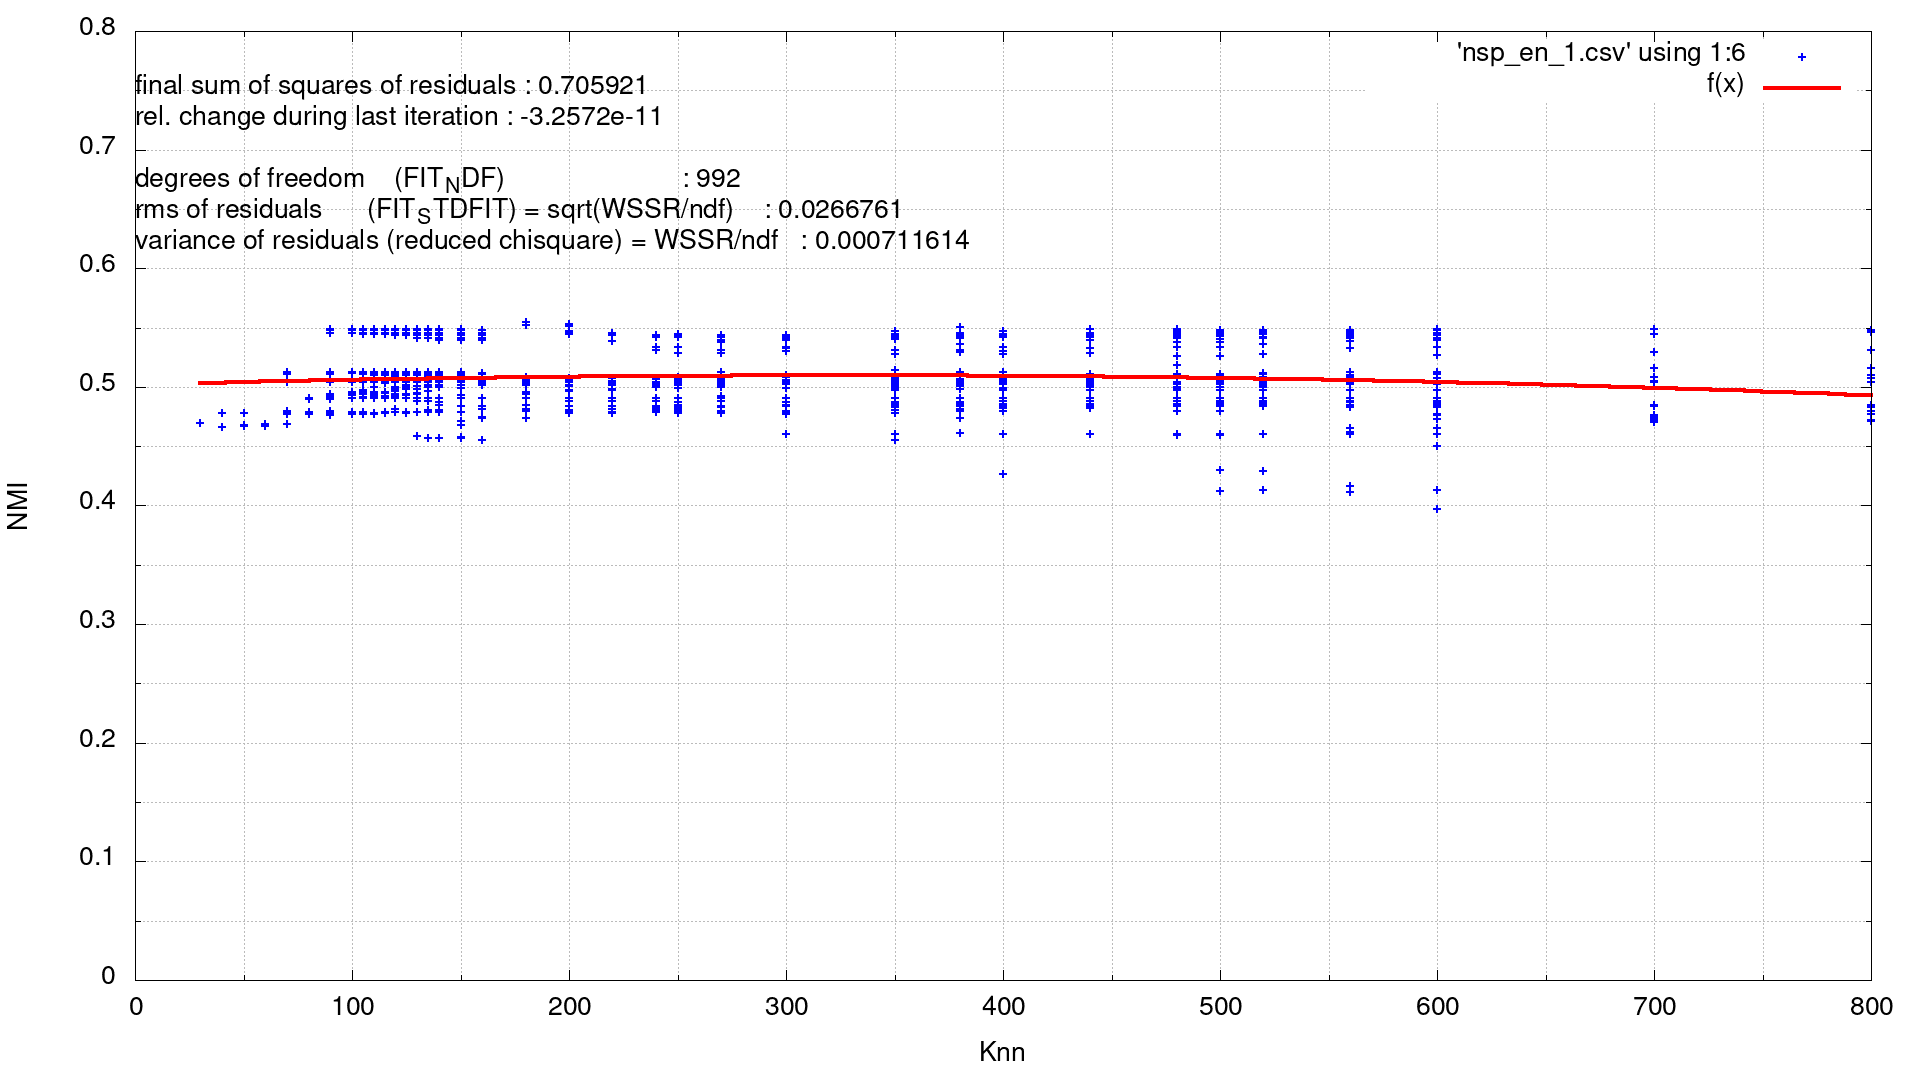 0.8
'nsp_en_1.csv' using 1:6
f(x)
final sum of squares of residuals : 0.705921
rel. change during last iteration : -3.2572e-11
0.7
degrees of freedom (FIT_NDF) : 992
rms of residuals (FIT_STDFIT) = sqrt(WSSR/ndf) : 0.0266761
variance of residuals (reduced chisquare) = WSSR/ndf : 0.000711614
0.6
0.5
0.4
0.3
0.2
0.1
0
NMI
0 100 200 300 400 500 600 700 800
Knn